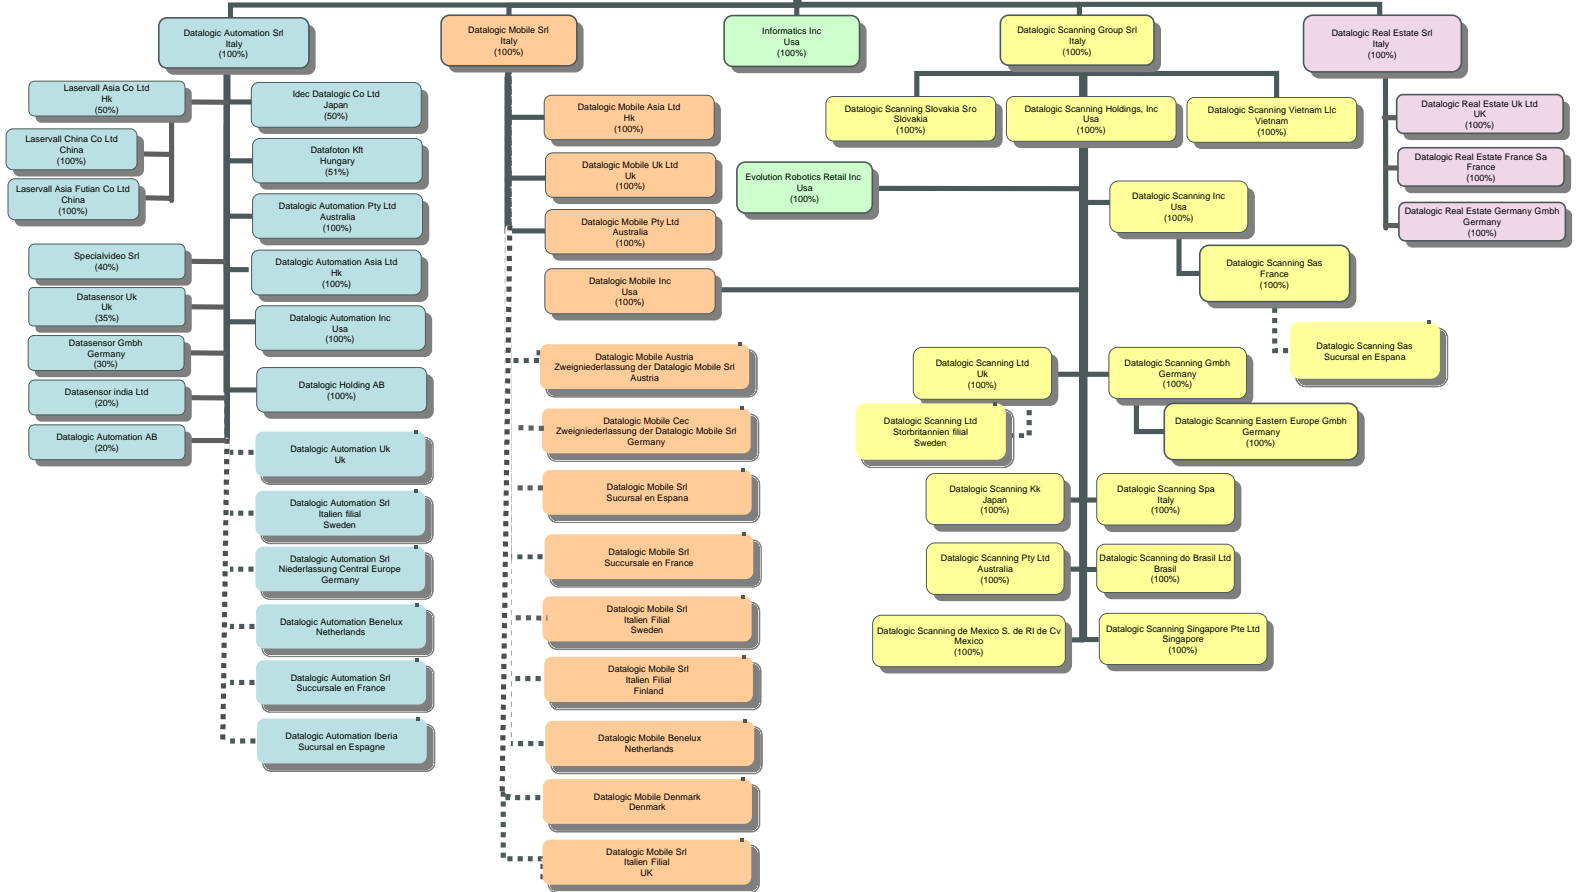 Datalogic Automation Srl
Italy
(100%)
Datalogic Mobile Srl
Italy
(100%)
Informatics Inc
Usa
(100%)
Datalogic Scanning Group Srl
Italy
(100%)
Datalogic Real Estate Srl
Italy
(100%)
Laservall Asia Co Ltd
Hk
(50%)
Laservall China Co Ltd
China
(100%)
Laservall Asia Futian Co Ltd
China
(100%)
Specialvideo Srl
(40%)
Datasensor Uk
Uk
(35%)
Datasensor Gmbh
Germany
(30%)
Datasensor india Ltd
(20%)
Datalogic Automation AB
(20%)
Idec Datalogic Co Ltd
Japan
(50%)
Datafoton Kft
Hungary
(51%)
Datalogic Automation Pty Ltd
Australia
(100%)
Datalogic Automation Asia Ltd
Hk
(100%)
Datalogic Automation Inc
Usa
(100%)
Datalogic Holding AB
(100%)
Datalogic Automation Uk
Uk
Datalogic Automation Srl
Italien filial
Sweden
Datalogic Automation Srl
Niederlassung Central Europe
Germany
Datalogic Automation Benelux
Netherlands
Datalogic Automation Srl
Succursale en France
Datalogic Automation Iberia
Sucursal en Espagne
Datalogic Mobile Asia Ltd
Hk
(100%)
Datalogic Mobile Uk Ltd
Uk
(100%)
Datalogic Mobile Pty Ltd
Australia
(100%)
Datalogic Mobile Inc
Usa
(100%)
Datalogic Mobile Austria
Zweigniederlassung der Datalogic Mobile Srl
Austria
Datalogic Mobile Cec
Zweigniederlassung der Datalogic Mobile Srl
Germany
Datalogic Mobile Srl
Sucursal en Espana
Datalogic Mobile Srl
Succursale en France
Datalogic Mobile Srl
Italien Filial
Sweden
Datalogic Mobile Srl
Italien Filial
Finland
Datalogic Mobile Benelux
Netherlands
Datalogic Mobile Denmark
Denmark
Datalogic Mobile Srl
Italien Filial
UK
Datalogic Scanning Slovakia Sro
Slovakia
(100%)
Datalogic Scanning Holdings, Inc
Usa
(100%)
Datalogic Scanning Vietnam Llc
Vietnam
(100%)
Evolution Robotics Retail Inc
Usa
(100%)
Datalogic Scanning Inc
Usa
(100%)
Datalogic Scanning Sas
France
(100%)
Datalogic Scanning Sas
Sucursal en Espana
Datalogic Scanning Ltd
Uk
(100%)
Datalogic Scanning Ltd
Storbritannien filial
Sweden
Datalogic Scanning Gmbh
Germany
(100%)
Datalogic Scanning Eastern Europe Gmbh
Germany
(100%)
Datalogic Scanning Kk
Japan
(100%)
Datalogic Scanning Spa
Italy
(100%)
Datalogic Scanning Pty Ltd
Australia
(100%)
Datalogic Scanning do Brasil Ltd
Brasil
(100%)
Datalogic Scanning de Mexico S. de Rl de Cv
Mexico
(100%)
Datalogic Scanning Singapore Pte Ltd
Singapore
(100%)
Datalogic Real Estate Uk Ltd
UK
(100%)
Datalogic Real Estate France Sa
France
(100%)
Datalogic Real Estate Germany Gmbh
Germany
(100%)